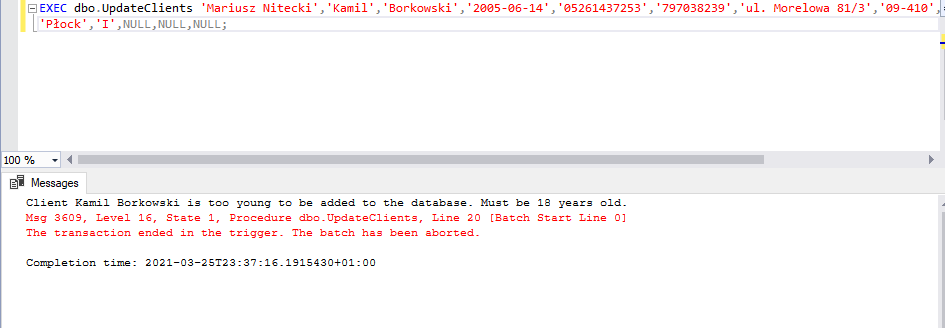 EXEC dbo.UpdateClients 'Mariusz Nitecki','Kamil','Borkowski','2005-06-14','05261437253','797038239','ul. Morelowa 81/3','09-410',
'Płock','I',NULL,NULL,NULL;
100 %
Messages
Client Kamil Borkowski is too young to be added to the database. Must be 18 years old.
Msg 3609, Level 16, State 1, Procedure dbo.UpdateClients, Line 20 [Batch Start Line 0]
The transaction ended in the trigger. The batch has been aborted.
Completion time: 2021-03-25T23:37:16.1915430+01:00